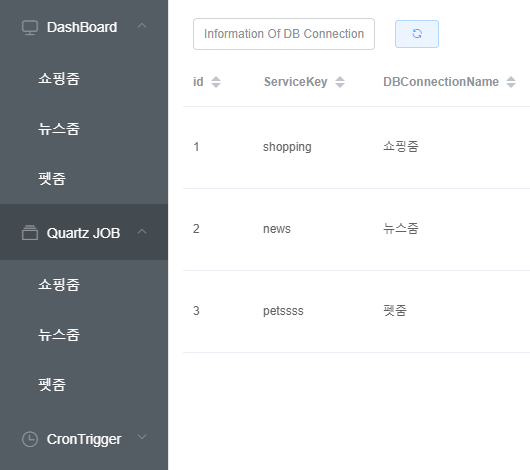 DashBoard
쇼핑줌
뉴스줌
펫줌
Quartz JOB
쇼핑줌
뉴스줌
펫줌
CronTrigger
Information Of DB Connection
id ServiceKey DBConnectionName
1 shopping 쇼핑줌
2 news 뉴스줌
3 petssss 펫줌